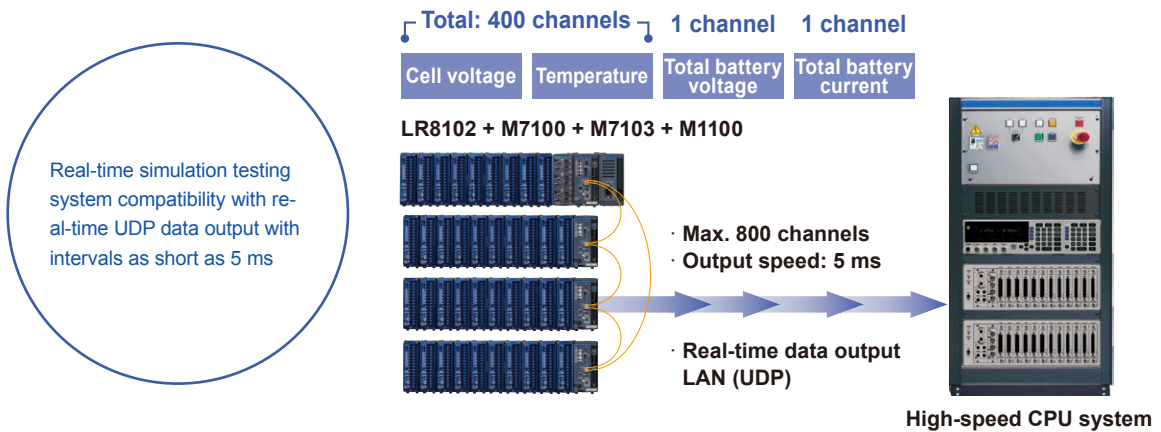 Total: 400 channels
1 channel
1 channel
Cell voltage
Temperature
Total battery
voltage
Total battery
current
LR8102 + M7100 + M7103 + M1100
Real-time simulation testing
system compatibility with re-
al-time UDP data output with
intervals as short as 5 ms
· Max. 800 channels
· Output speed: 5 ms
· Real-time data output
LAN (UDP)
High-speed CPU system